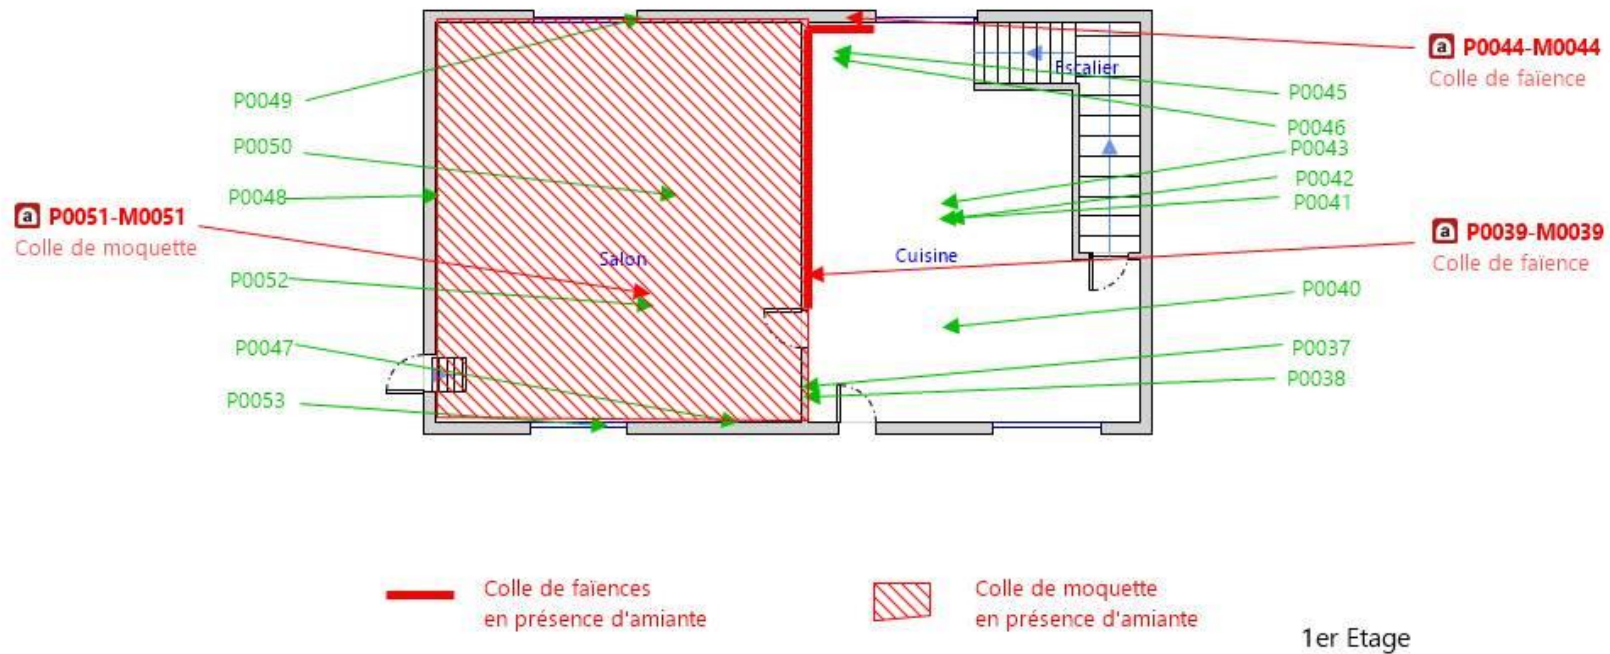 a P0044-M0044
Colle de faïence
Escalier
P0049
P0045
P0046
P0050
P0043
P0048
P0042
P0041
a P0051-M0051
Colle de moquette
a P0039-M0039
Colle de faïence
Salon
Cuisine
P0052
P0040
P0047
P0037
P0038
P0053
Colle de faïences
en présence d'amiante
Colle de moquette
en présence d'amiante
1er Etage